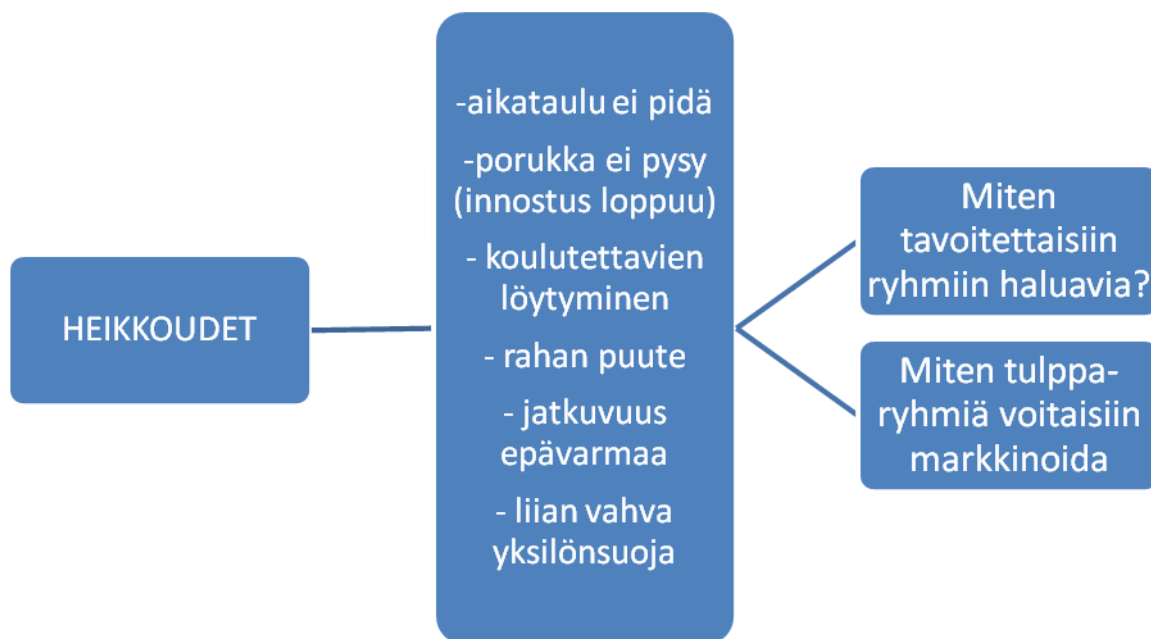 HEIKKOUDET
-aikataulu ei pidä
-porukka ei pysy
(innostus loppuu)
- koulutettavien
löytyminen
- rahan puute
- jatkuvuus
epävarmaa
- liian vahva
yksilönsuoja
Miten
tavoitettaisiin
ryhmiin haluavia?
Miten tulppa-
ryhmiä voitaisiin
markkinoida